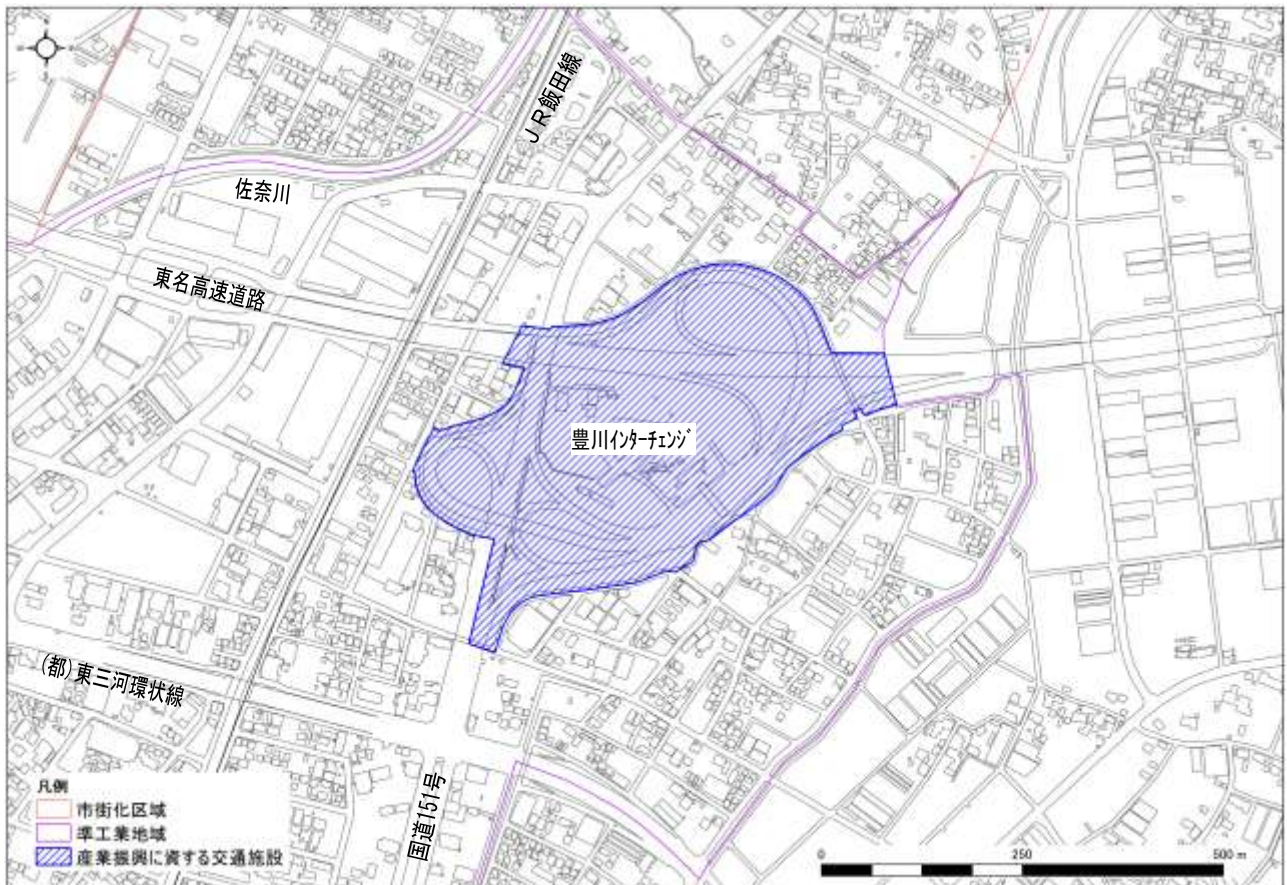 JR飯田線
佐奈川
東名高速道路
豊川インターチェンジ
(都)東三河環状線
国道151号
凡例
市街化区域
準工業地域
産業振興に資する交通施設
0 250 500 m